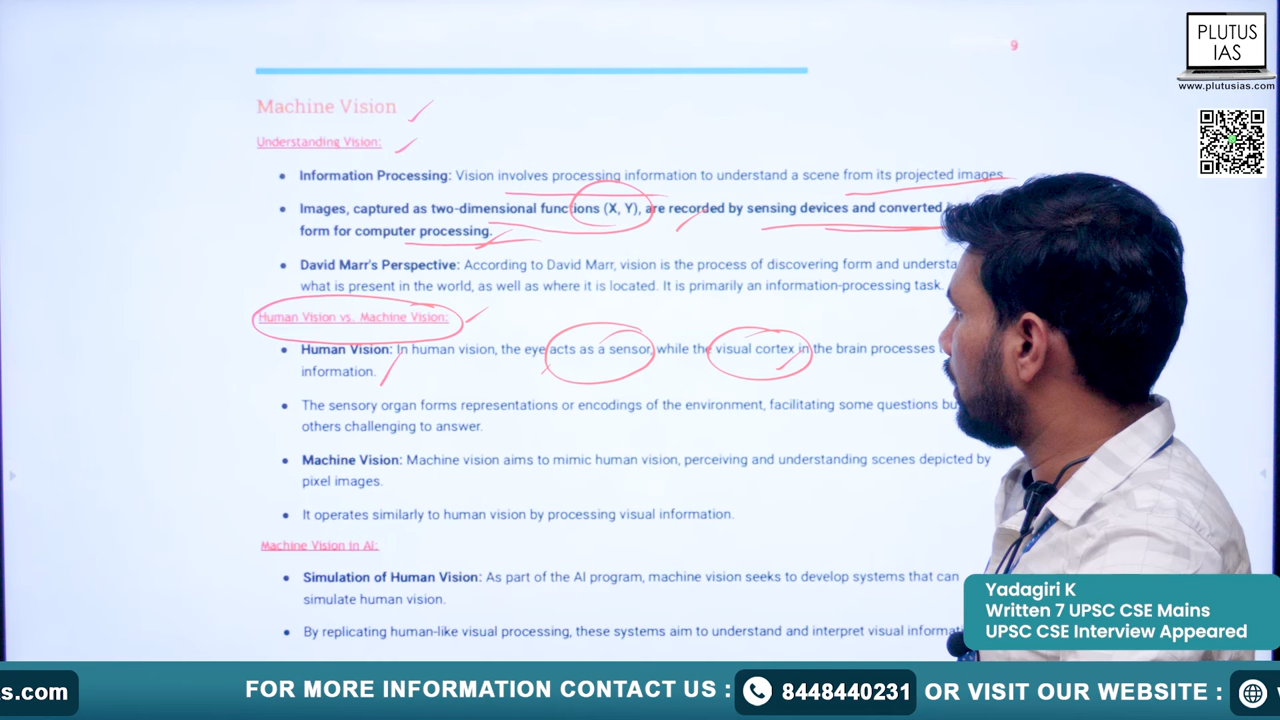 9
PLUTUS
IAS
www.plutusias.com
Machine Vision
Understanding Vision:
Information Processing: Vision involves processing information to understand a scene from its projected images.
Images, captured as two-dimensional functions (X, Y), are recorded by sensing devices and converted
form for computer processing.
David Marr's Perspective: According to David Marr, vision is the process of discovering form and
what is present in the world, as well as where it is located. It is primarily an information-processing task.
Human Vision vs. Machine Vision:
Human Vision: In human vision, the eye acts as a sensor, while the visual cortex in the brain processes
information.
The sensory organ forms representations or encodings of the environment, facilitating some questions
others challenging to answer.
Machine Vision: Machine vision aims to mimic human vision, perceiving and understanding scenes depicted by
pixel images.
It operates similarly to human vision by processing visual information.
Machine Vision in AI:
Simulation of Human Vision: As part of the AI program, machine vision seeks to develop systems that can
simulate human vision.
By replicating human-like visual processing, these systems aim to understand and interpret visual
Yadagiri K
Written 7 UPSC CSE Mains
UPSC CSE Interview Appeared
s.com FOR MORE INFORMATION CONTACT US : 8448440231 OR VISIT OUR WEBSITE :